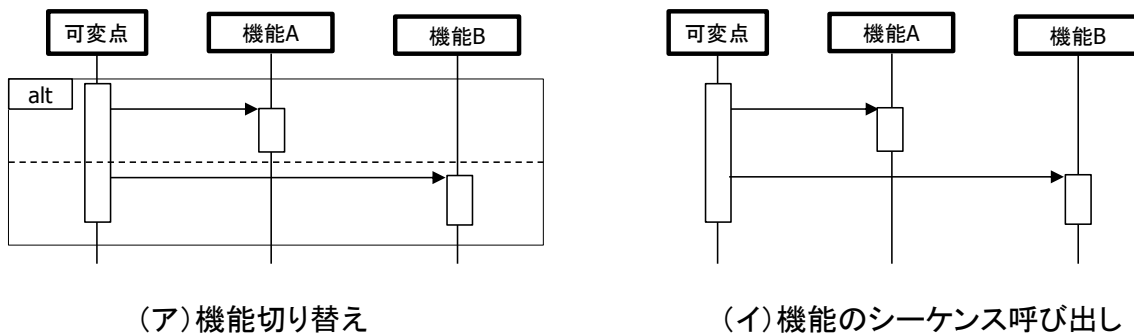 可変点
機能A
機能B
alt
(ア)機能切り替え
可変点
機能A
機能B
(イ)機能のシーケンス呼び出し